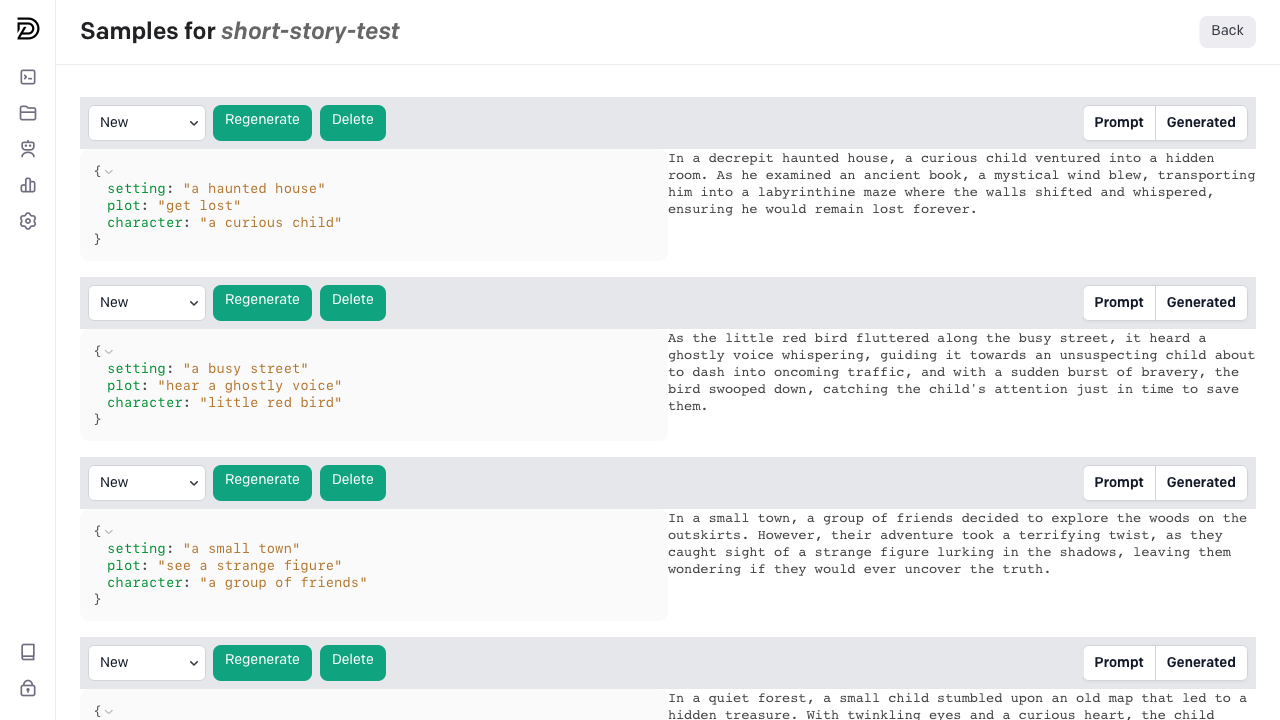 Samples for short-story-test
Back
New
Regenerate
Delete
Prompt
Generated
{
setting: "a haunted house"
plot: "get lost"
character: "a curious child"
}
In a decrepit haunted house, a curious child ventured into a hidden
room. As he examined an ancient book, a mystical wind blew, transporting
him into a labyrinthine maze where the walls shifted and whispered,
ensuring he would remain lost forever.
New
Regenerate
Delete
Prompt
Generated
{
setting: "a busy street"
plot: "hear a ghostly voice"
character: "little red bird"
}
As the little red bird fluttered along the busy street, it heard a
ghostly voice whispering, guiding it towards an unsuspecting child about
to dash into oncoming traffic, and with a sudden burst of bravery, the
bird swooped down, catching the child's attention just in time to save
them.
New
Regenerate
Delete
Prompt
Generated
{
setting: "a small town"
plot: "see a strange figure"
character: "a group of friends"
}
In a small town, a group of friends decided to explore the woods on the
outskirts. However, their adventure took a terrifying twist, as they
caught sight of a strange figure lurking in the shadows, leaving them
wondering if they would ever uncover the truth.
New
Regenerate
Delete
Prompt
Generated
{
In a quiet forest, a small child stumbled upon an old map that led to a
hidden treasure. With twinkling eyes and a curious heart, the child